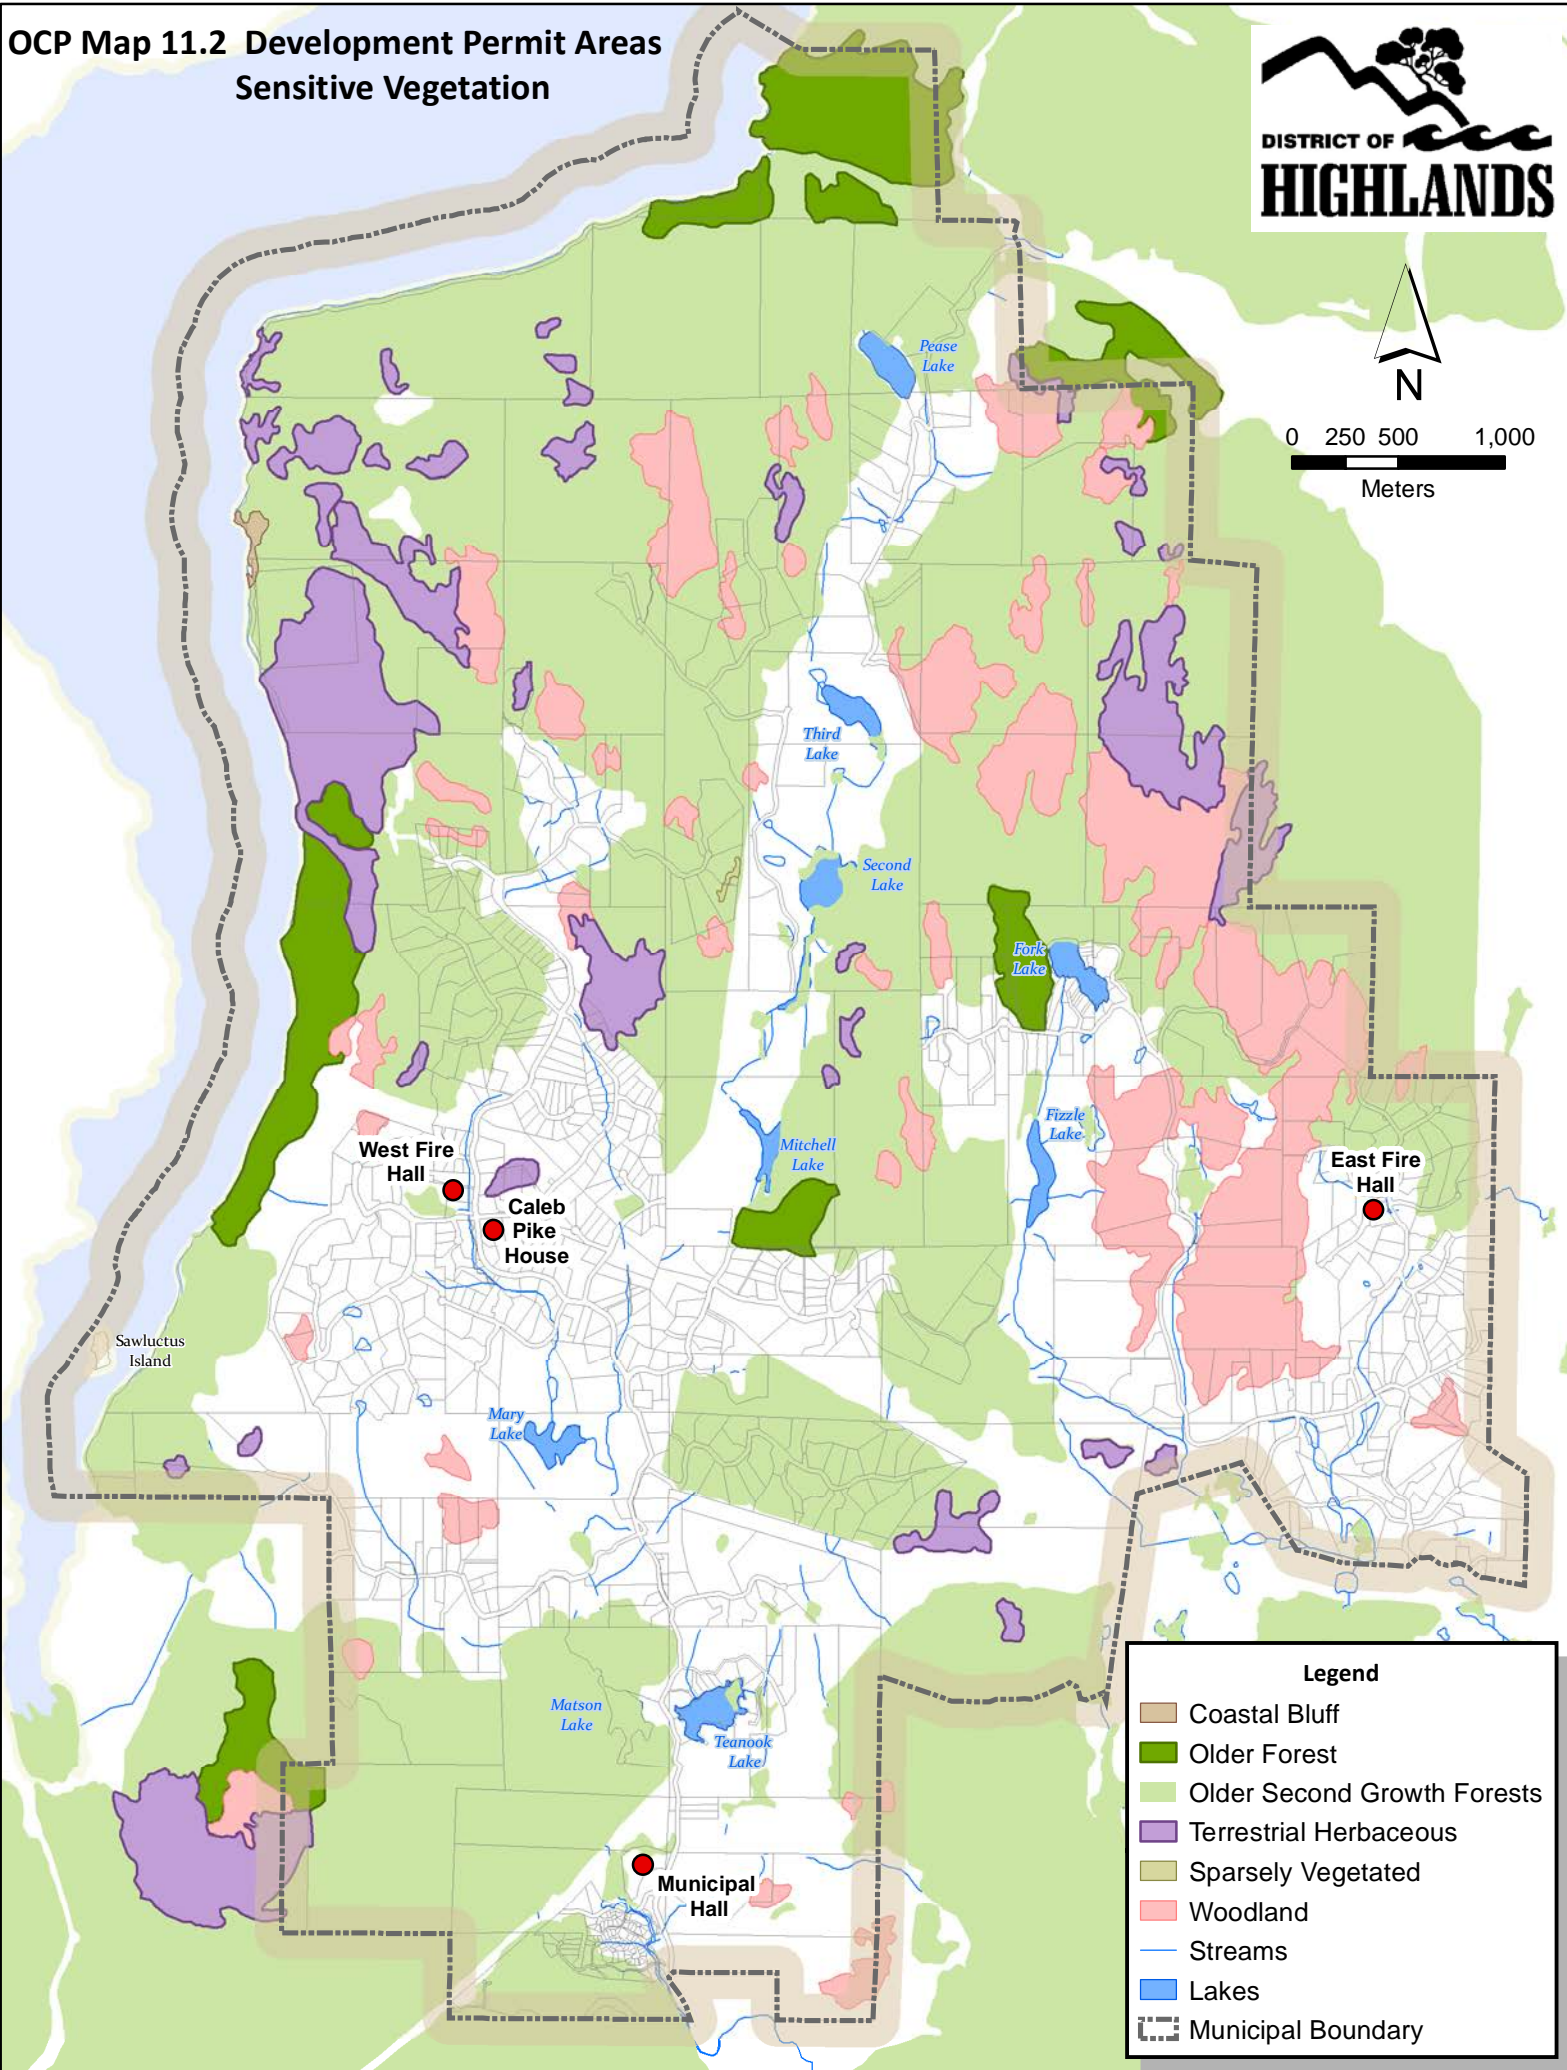 OCP Map 11.2 Development Permit Areas
Sensitive Vegetation
DISTRICT OF
HIGHLANDS
N
0 250 500 1,000
Meters
Pease
Lake
Third
Lake
Second
Lake
Fork
Lake
Fizzle
Lake
Mitchell
Lake
West Fire
Hall
Caleb
Pike
House
East Fire
Hall
Sawluctus
Island
Mary
Lake
Matson
Lake
Teanook
Lake
Municipal
Hall
Legend
Coastal Bluff
Older Forest
Older Second Growth Forests
Terrestrial Herbaceous
Sparsely Vegetated
Woodland
Streams
Lakes
Municipal Boundary